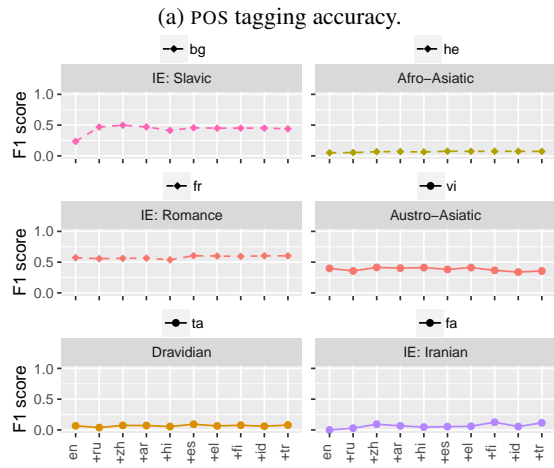 (a) POS tagging accuracy.
bg he
IE: Slavic Afro−Asiatic
F1 score
1.0
0.5
0.0
fr vi
IE: Romance Austro−Asiatic
F1 score
1.0
0.5
0.0
ta fa
Dravidian IE: Iranian
F1 score
1.0
0.5
0.0
en +ru +zh +ar +hi +es +el +fi +id +tr en +ru +zh +ar +hi +es +el +fi +id +tr